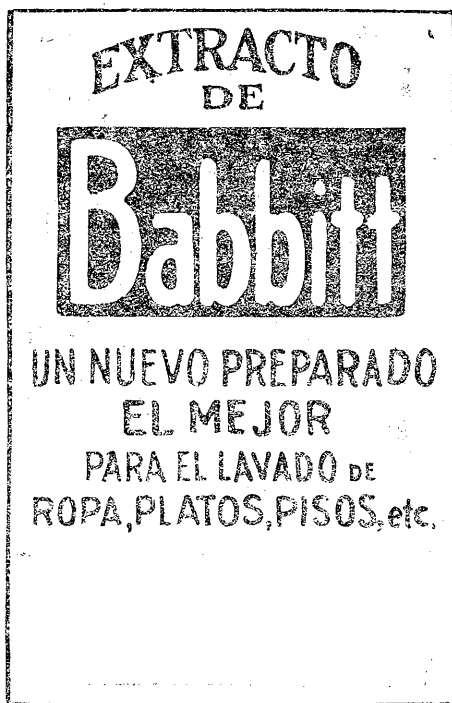 EXTRACTO
DE
Babbitt
UN NUEVO PREPARADO
EL MEJOR
PARA EL LAVADO DE
ROPA, PLATOS, PISOS, etc.